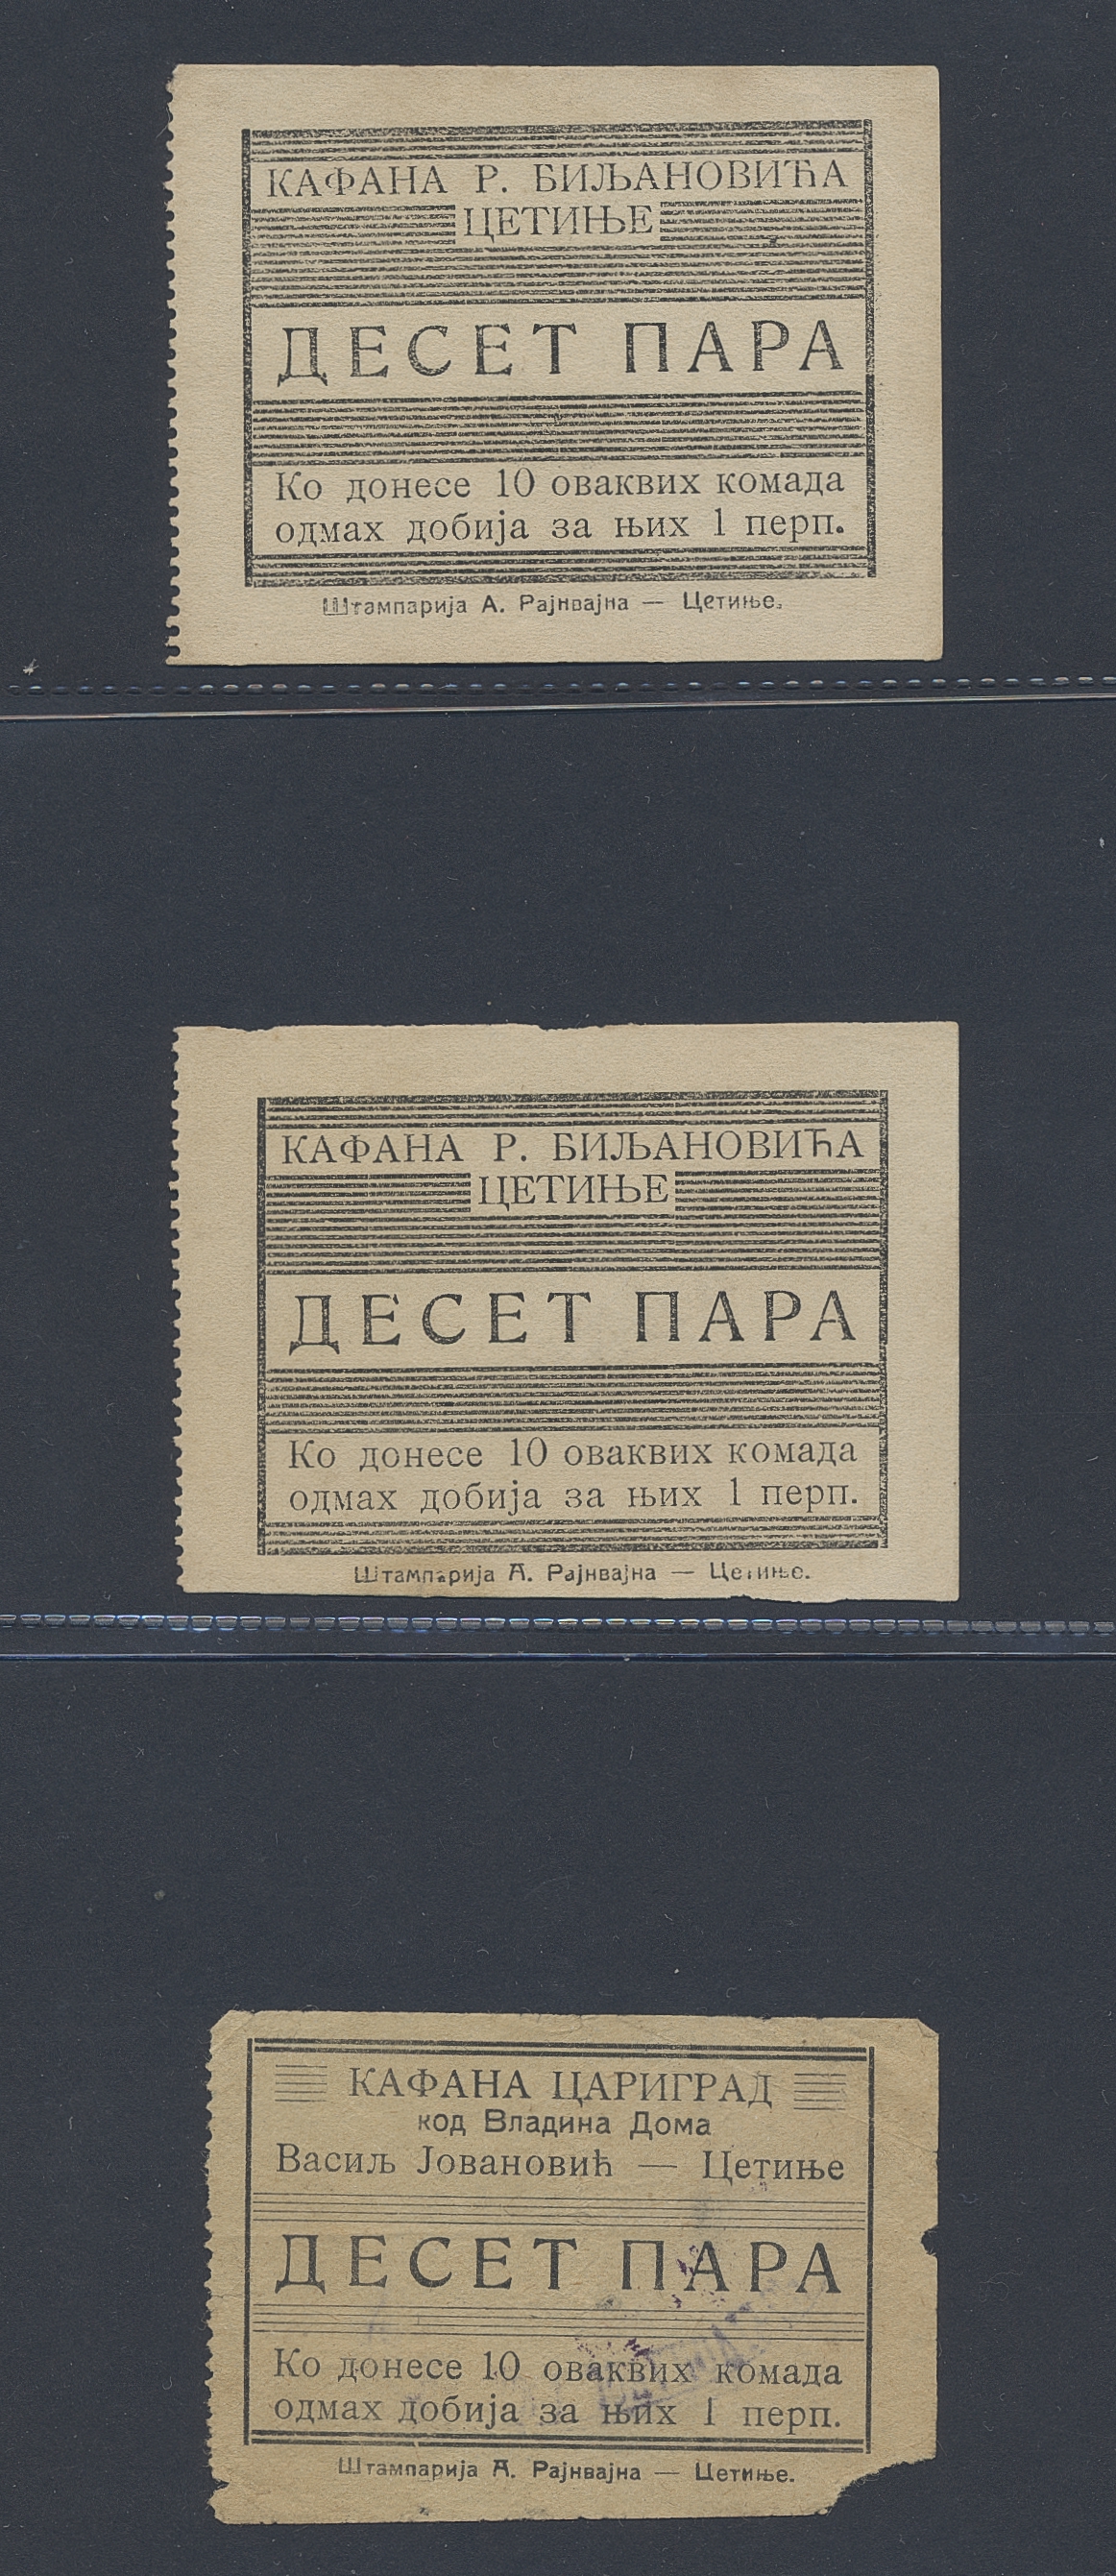 КАФАНА Р. БИЉАНОВИЋА
ЦЕТИЊЕ
ДЕСЕТ ПАРА
Ко донесе 10 оваквих комада
одмах добија за њих 1 перп.
Штампарија А. Рајнвајна — Цетиње.
КАФАНА Р. БИЉАНОВИЋА
ЦЕТИЊЕ
ДЕСЕТ ПАРА
Ко донесе 10 оваквих комада
одмах добија за њих 1 перп.
Штампарија А. Рајнвајна — Цетиње.
КАФАНА ЦАРИГРАД
код Владина Дома
Васиљ Јовановић — Цетиње
ДЕСЕТ ПАРА
Ко донесе 10 оваквих комада
одмах добија за њих 1 перп.
Штампарија А. Рајнвајна — Цетиње.